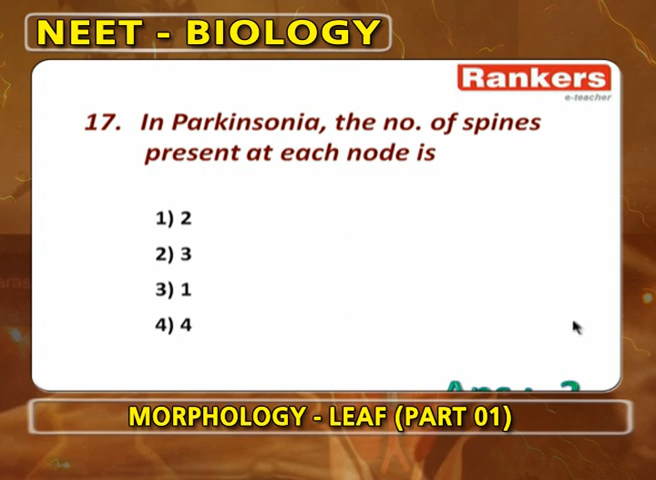 NEET - BIOLOGY
Rankers
e-teacher
17. In Parkinsonia, the no. of spines
present at each node is
1) 2
2) 3
3) 1
4) 4
MORPHOLOGY - LEAF (PART 01)